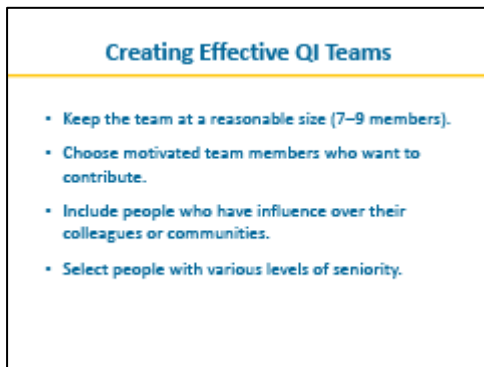 Creating Effective QI Teams
• Keep the team at a reasonable size (7–9 members).
• Choose motivated team members who want to
contribute.
• Include people who have influence over their
colleagues or communities.
• Select people with various levels of seniority.